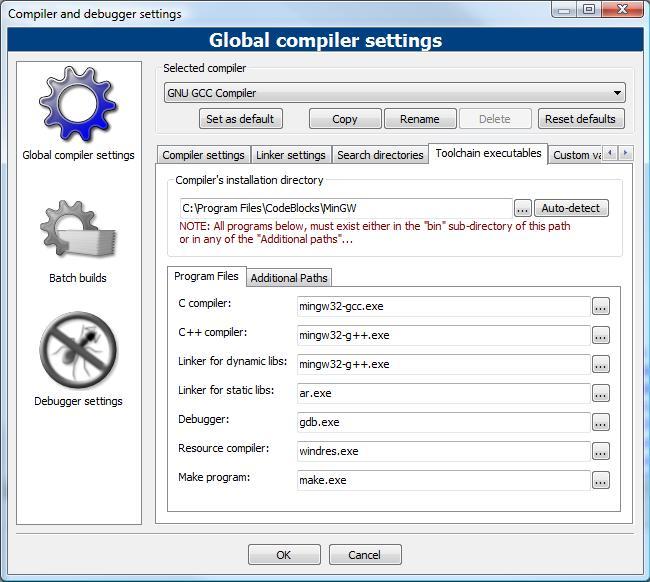 Compiler and debugger settings
Global compiler settings
Global compiler settings
Batch builds
Debugger settings
Selected compiler
GNU GCC Compiler
Set as default
Copy
Rename
Delete
Reset defaults
Compiler settings
Linker settings
Search directories
Toolchain executables
Custom va
Compiler's installation directory
C:\Program Files\CodeBlocks\MinGW
...
Auto-detect
NOTE: All programs below, must exist either in the "bin" sub-directory of this path
or in any of the "Additional paths"...
Program Files
Additional Paths
C compiler:
mingw32-gcc.exe
...
C++ compiler:
mingw32-g++.exe
...
Linker for dynamic libs:
mingw32-g++.exe
...
Linker for static libs:
ar.exe
...
Debugger:
gdb.exe
...
Resource compiler:
windres.exe
...
Make program:
make.exe
...
OK
Cancel